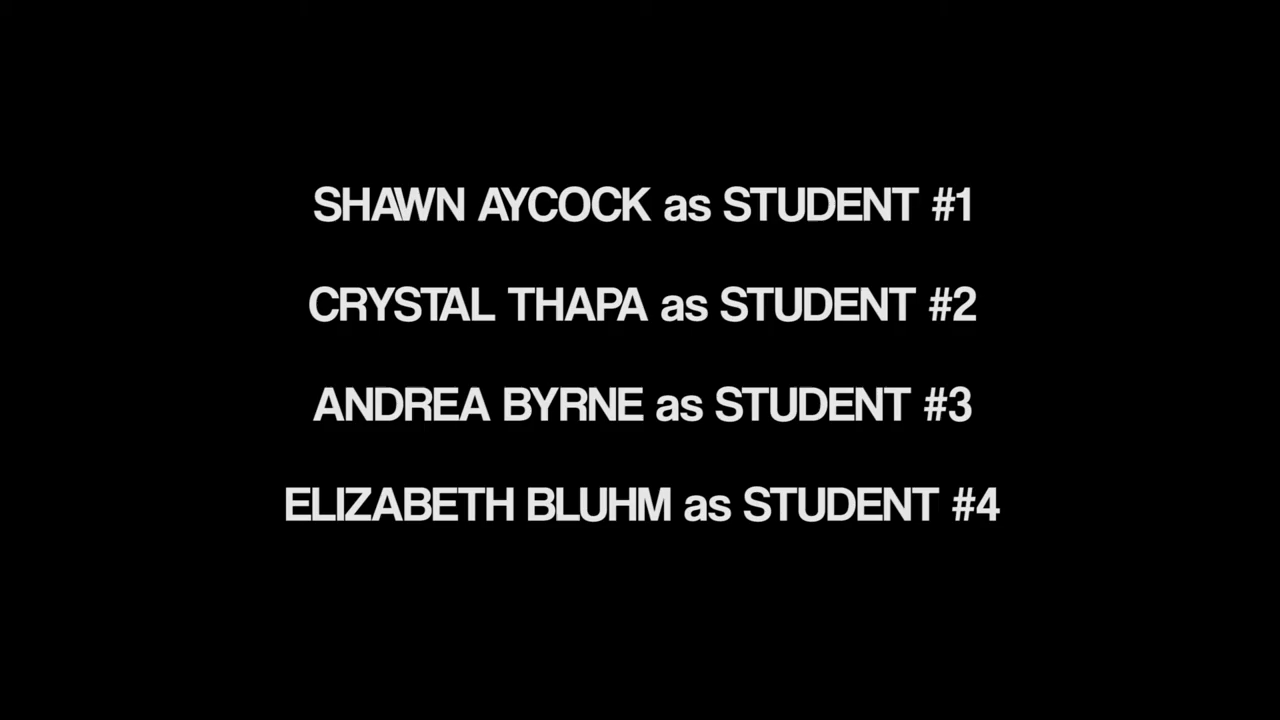 SHAWN AYCOCK as STUDENT #1
CRYSTAL THAPA as STUDENT #2
ANDREA BYRNE as STUDENT #3
ELIZABETH BLUHM as STUDENT #4